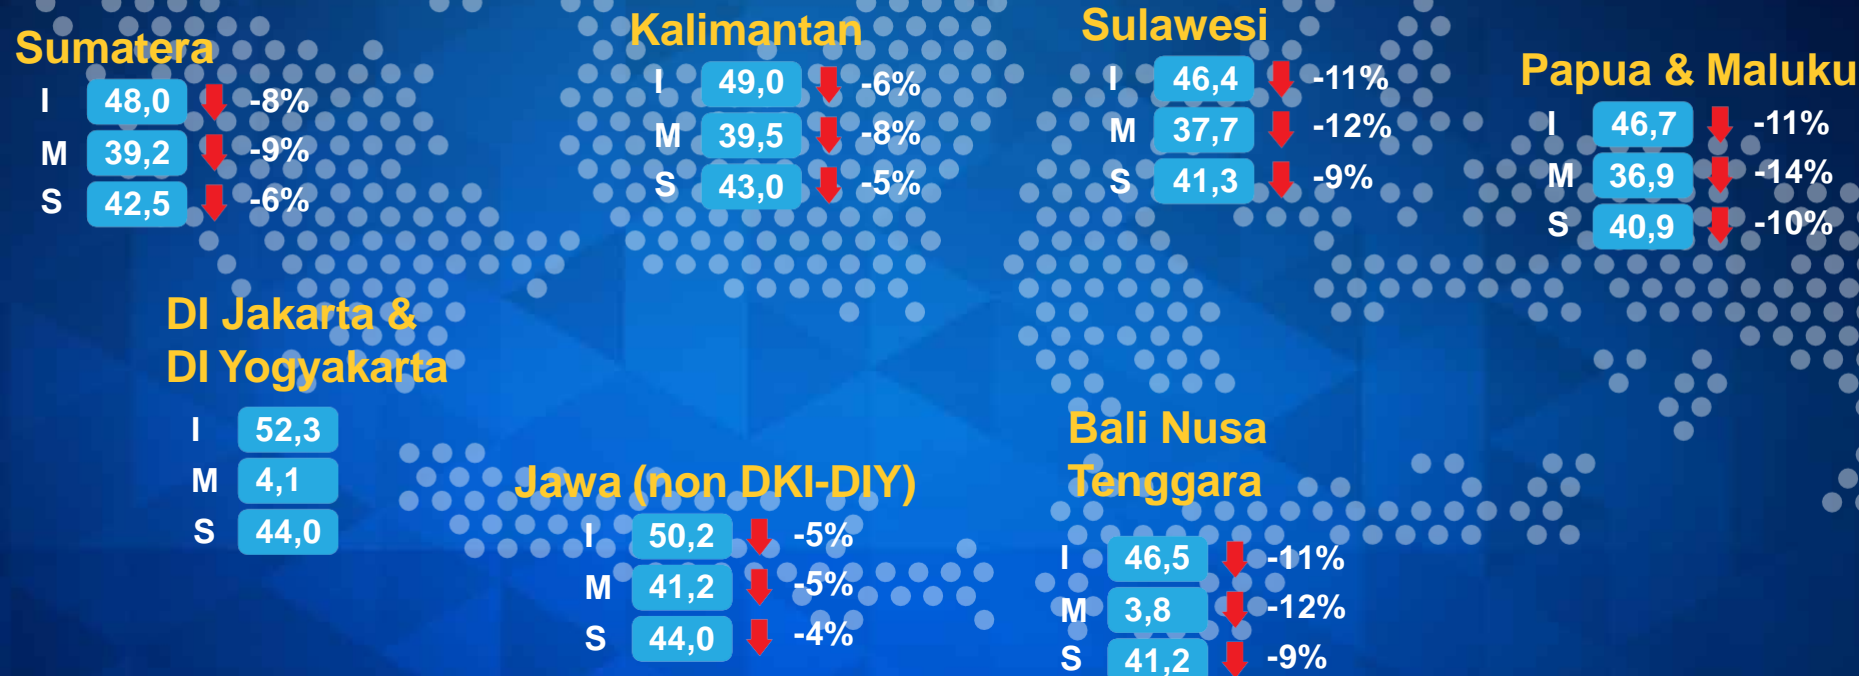 Sumatera
I 48,0 -8%
M 39,2 -9%
S 42,5 -6%
Kalimantan
I 49,0 -6%
M 39,5 -8%
S 43,0 -5%
Sulawesi
I 46,4 -11%
M 37,7 -12%
S 41,3 -9%
Papua & Maluku
I 46,7 -11%
M 36,9 -14%
S 40,9 -10%
DI Jakarta &
DI Yogyakarta
I 52,3
M 4,1
S 44,0
Jawa (non DKI-DIY)
I 50,2 -5%
M 41,2 -5%
S 44,0 -4%
Bali Nusa
Tenggara
I 46,5 -11%
M 3,8 -12%
S 41,2 -9%